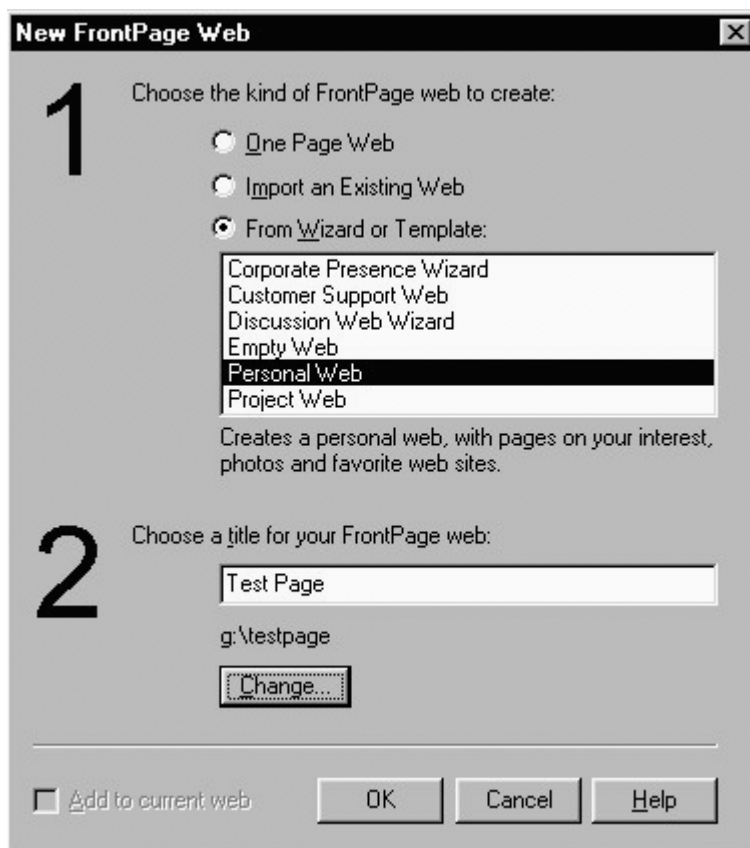 New FrontPage Web
1
Choose the kind of FrontPage web to create:
One Page Web
Import an Existing Web
From Wizard or Template:
Corporate Presence Wizard
Customer Support Web
Discussion Web Wizard
Empty Web
Personal Web
Project Web
Creates a personal web, with pages on your interest,
photos and favorite web sites.
2
Choose a title for your FrontPage web:
Test Page
g:\testpage
Change...
Add to current web
OK
Cancel
Help